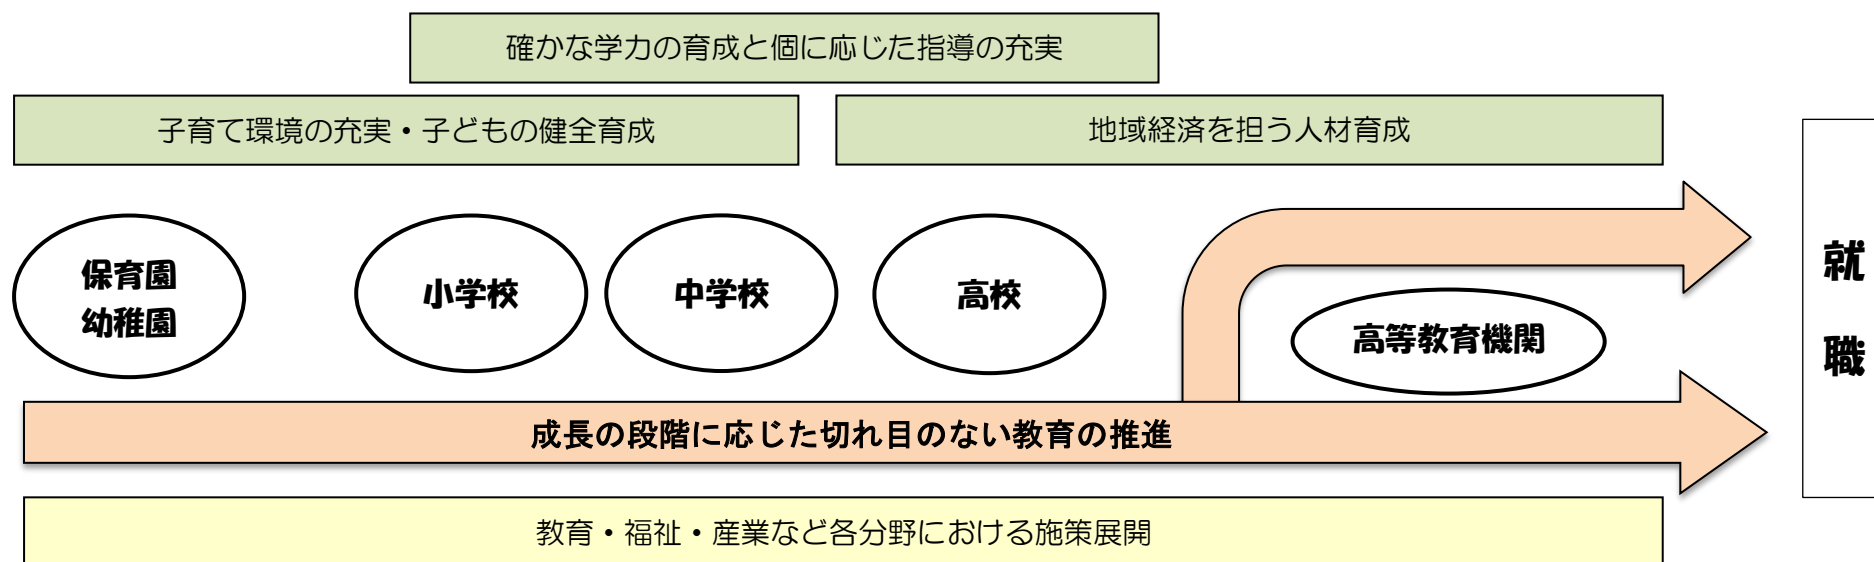 確かな学力の育成と個に応じた指導の充実
子育て環境の充実・子どもの健全育成
地域経済を担う人材育成
保育園
幼稚園
小学校
中学校
高校
高等教育機関
就
職
成長の段階に応じた切れ目のない教育の推進
教育・福祉・産業など各分野における施策展開